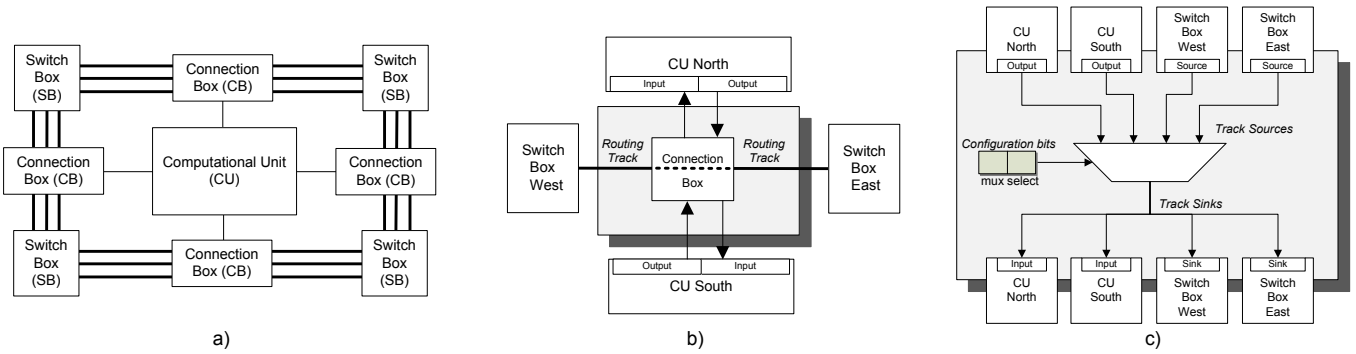 Switch
Box
(SB)
Connection
Box (CB)
Switch
Box
(SB)
Connection
Box (CB)
Computational Unit
(CU)
Connection
Box (CB)
Switch
Box
(SB)
Connection
Box (CB)
Switch
Box
(SB)
a)
CU North
Input
Output
Switch
Box
West
Routing
Track
Connection
Box
Routing
Track
Switch
Box
East
Output
Input
CU South
b)
CU
North
Output
CU
South
Output
Switch
Box
West
Source
Switch
Box
East
Source
Track Sources
Configuration bits
mux select
Track Sinks
Input
CU
North
Input
CU
South
Sink
Switch
Box
West
Sink
Switch
Box
East
c)